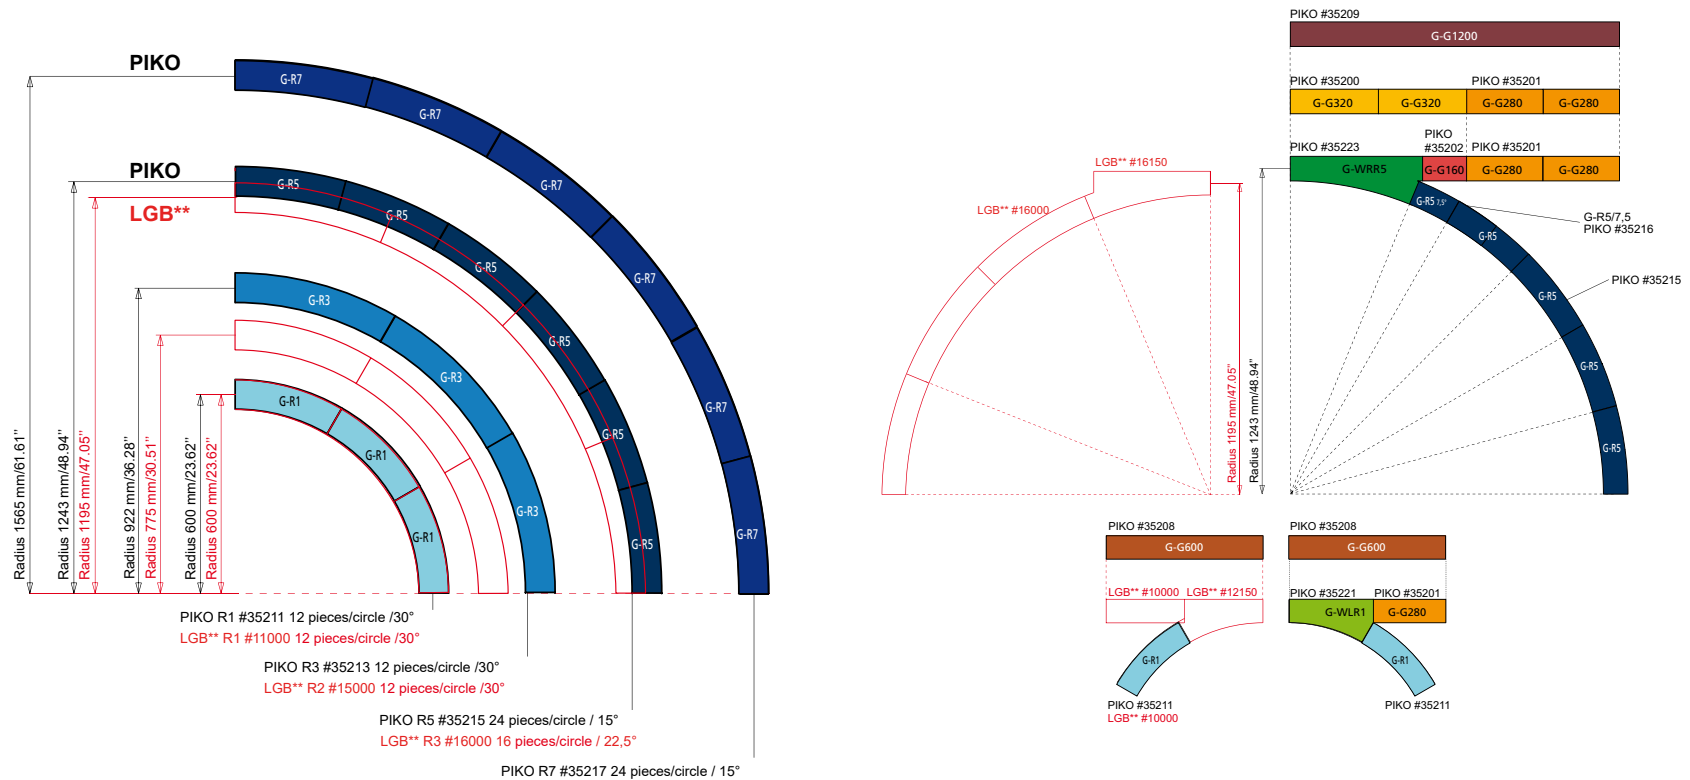 PIKO
PIKO
LGB**
G-R7
G-R7
G-R7
G-R7
G-R7
G-R7
G-R5
G-R5
G-R5
G-R5
G-R5
G-R5
G-R3
G-R3
G-R3
G-R1
G-R1
G-R1
Radius 1565 mm/61.61"
Radius 1243 mm/48.94"
Radius 1195 mm/47.05"
Radius 922 mm/36.28"
Radius 775 mm/30.51"
Radius 600 mm/23.62"
Radius 600 mm/23.62
PIKO R1 #35211 12 pieces/circle /30°
LGB** R1 #11000 12 pieces/circle /30°
PIKO R3 #35213 12 pieces/circle /30°
LGB** R2 #15000 12 pieces/circle /30°
PIKO R5 #35215 24 pieces/circle / 15°
LGB** R3 #16000 16 pieces/circle / 22,5°
PIKO R7 #35217 24 pieces/circle / 15°
LGB** #16150
LGB** #16000
Radius 1195 mm/47.05"
Radius 1243 mm/48.94"
PIKO #35209
G-G1200
PIKO #35200
PIKO #35201
G-G320
G-G320
G-G280
G-G280
PIKO #35223
PIKO
#35202
PIKO #35201
G-WRR5
G-G160
G-G280
G-G280
G-R5 7,5°
G-R5/7,5
PIKO #35216
G-R5
G-R5
PIKO #35215
G-R5
G-R5
PIKO #35208
G-G600
LGB** #10000
LGB** #12150
G-R1
PIKO #35211
LGB** #10000
PIKO #35208
G-G600
PIKO #35221
PIKO #35201
G-WLR1
G-G280
G-R1
PIKO #35211